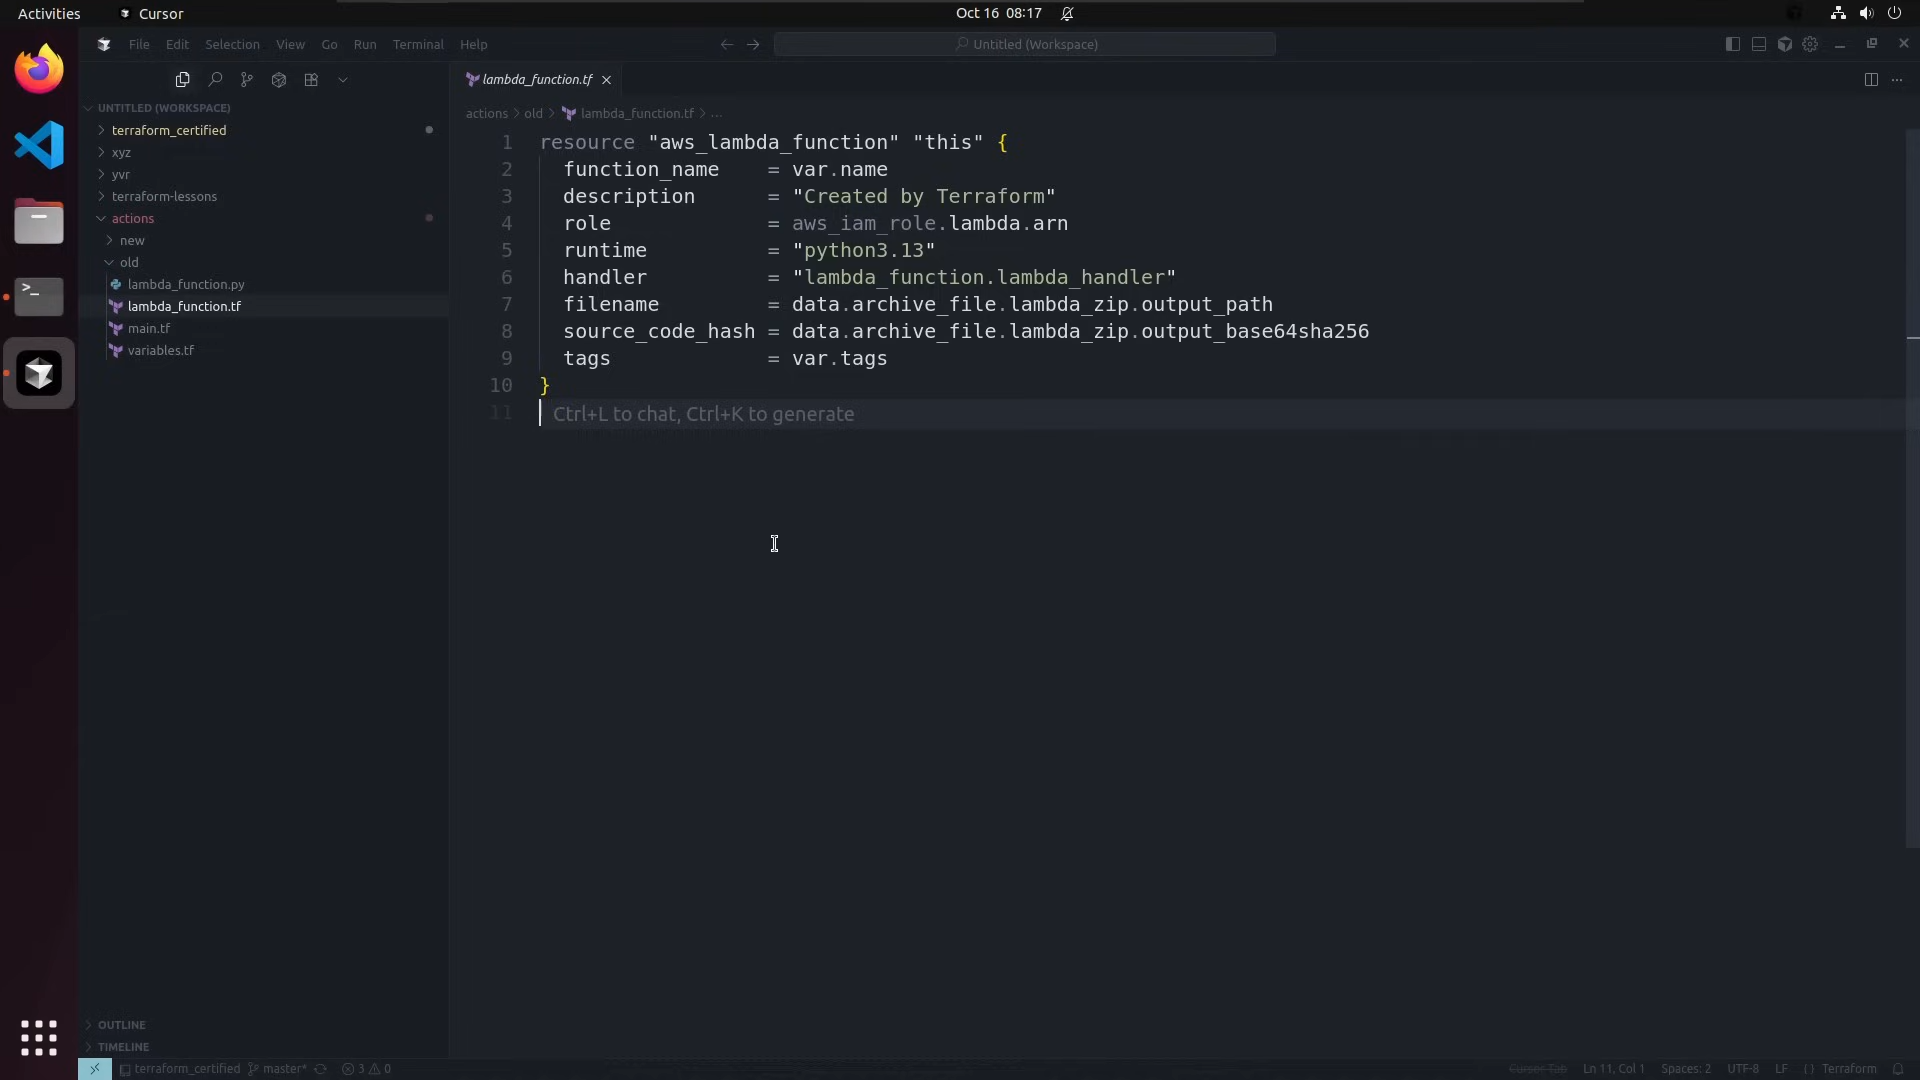 Activities
Cursor
Oct 16 08:17
File Edit Selection View Go Run Terminal Help
Untitled (Workspace)
UNTITLED (WORKSPACE)
terraform_certified
xyz
yvr
terraform-lessons
actions
new
old
lambda_function.py
lambda_function.tf
main.tf
variables.tf
OUTLINE
TIMELINE
lambda_function.tf
actions > old > lambda_function.tf > ...
1 resource "aws_lambda_function" "this" {
2 function_name = var.name
3 description = "Created by Terraform"
4 role = aws_iam_role.lambda.arn
5 runtime = "python3.13"
6 handler = "lambda_function.lambda_handler"
7 filename = data.archive_file.lambda_zip.output_path
8 source_code_hash = data.archive_file.lambda_zip.output_base64sha256
9 tags = var.tags
10 }
11 Ctrl+L to chat, Ctrl+K to generate
terraform_certified master* 3 0
Cursor Tab Ln 11, Col 1 Spaces: 2 UTF-8 LF { } Terraform